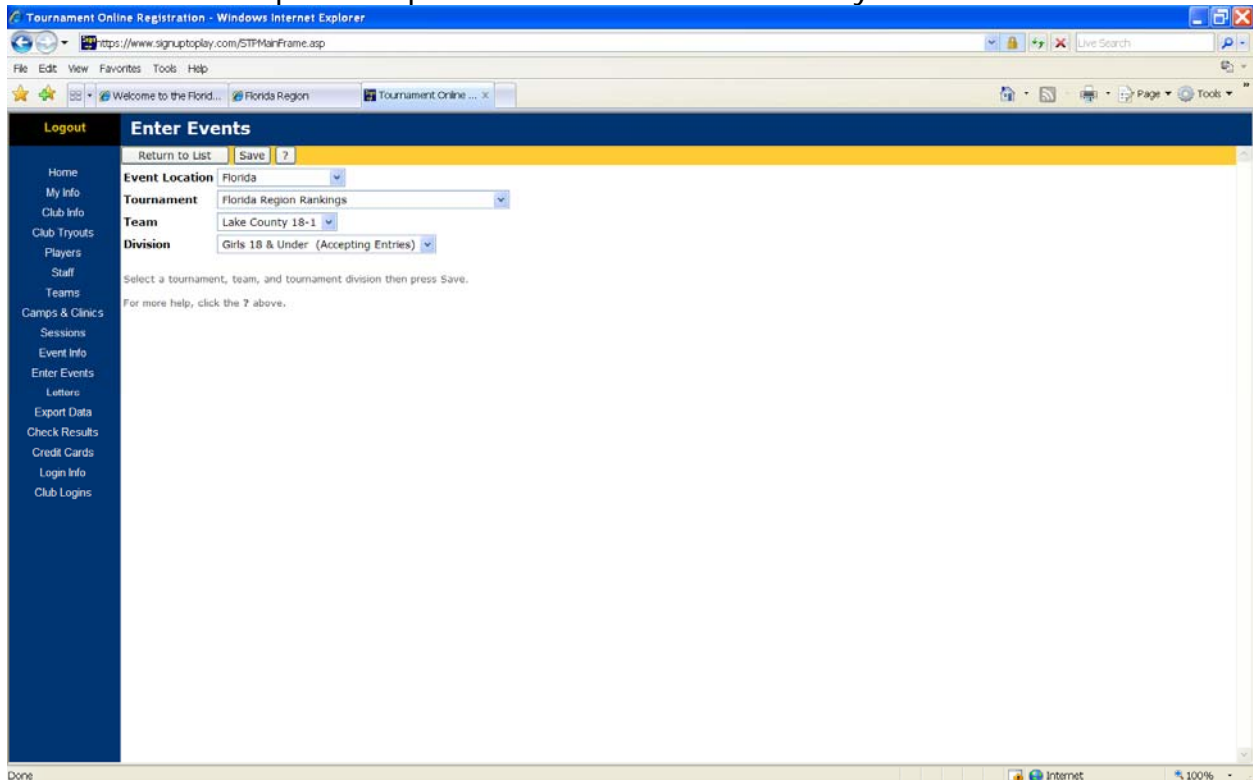 Tournament Online Registration - Windows Internet Explorer
https://www.signuptoplay.com/STPMainFrame.asp
Live Search
File Edit View Favorites Tools Help
Welcome to the Florid... Florida Region Tournament Online ... x
Page Tools
Logout Enter Events
Return to List Save ?
Home
My Info
Club Info
Club Tryouts
Players
Staff
Teams
Camps & Clinics
Sessions
Event Info
Enter Events
Letters
Export Data
Check Results
Credit Cards
Login Info
Club Logins
Event Location Florida
Tournament Florida Region Rankings
Team Lake County 18-1
Division Girls 18 & Under (Accepting Entries)
Select a tournament, team, and tournament division then press Save.
For more help, click the ? above.
Done Internet 100%